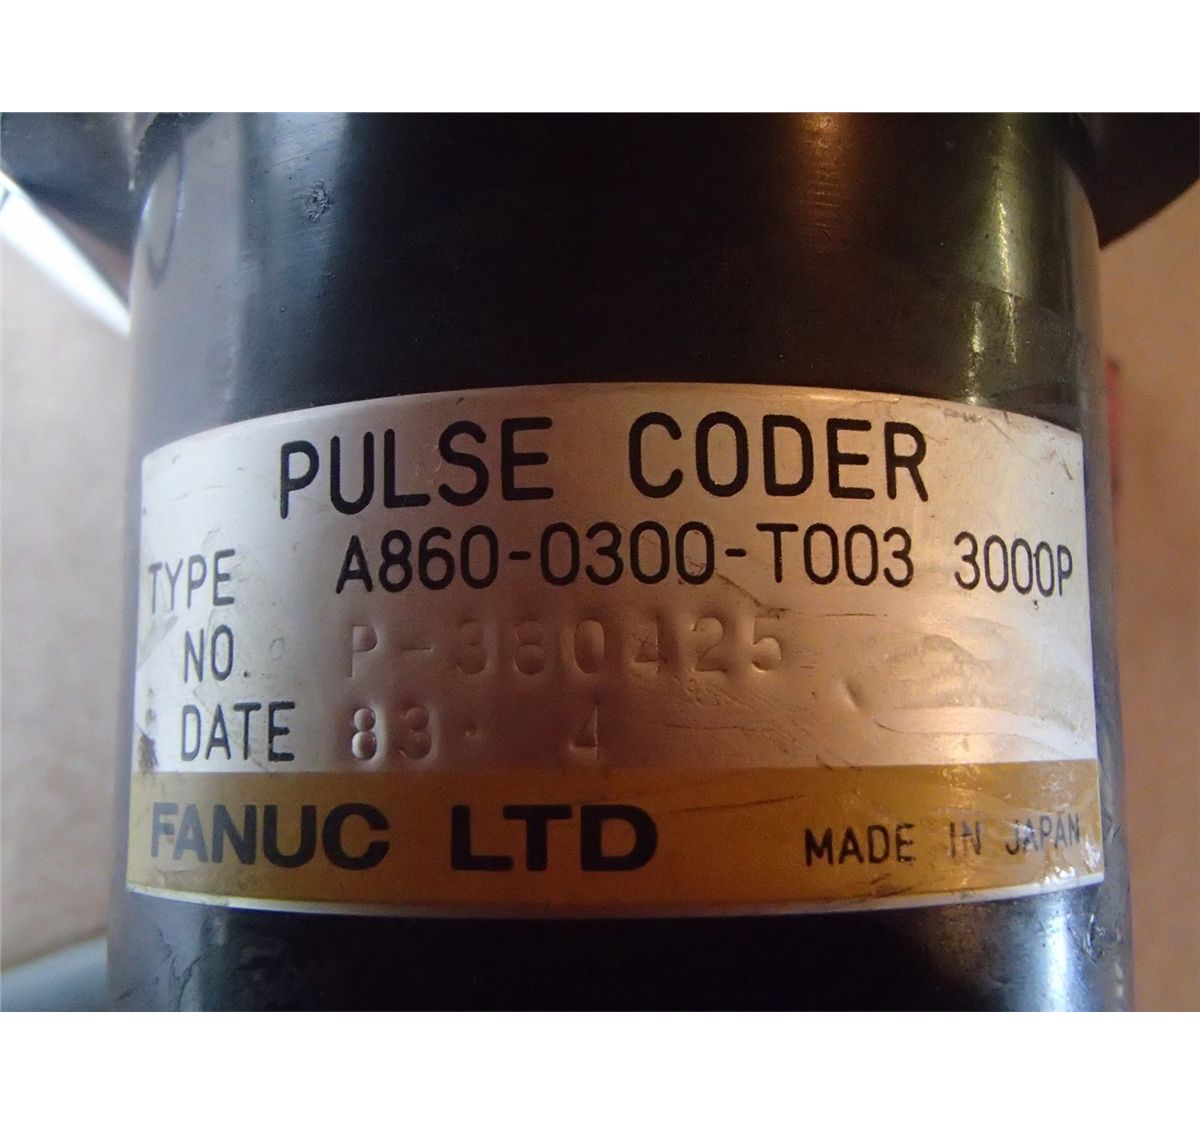 PULSE CODER
TYPE A860-0300-T003 3000P
NO. P-380425
DATE 83. 4
FANUC LTD MADE IN JAPAN